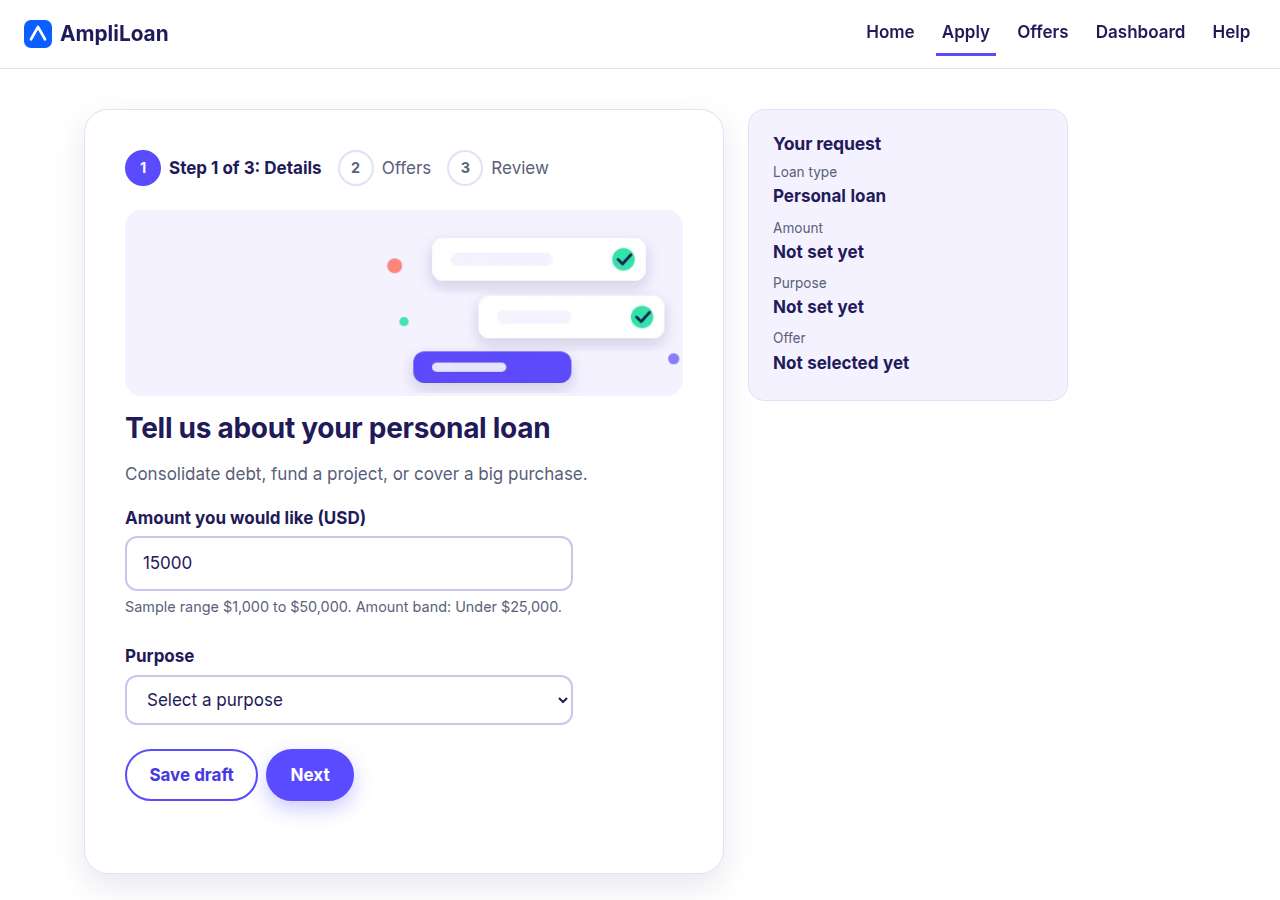 AmpliLoan
Home Apply Offers Dashboard Help
1 Step 1 of 3: Details 2 Offers 3 Review
Tell us about your personal loan
Consolidate debt, fund a project, or cover a big purchase.
Amount you would like (USD)
15000
Sample range $1,000 to $50,000. Amount band: Under $25,000.
Purpose
Select a purpose
Save draft Next
Your request
Loan type
Personal loan
Amount
Not set yet
Purpose
Not set yet
Offer
Not selected yet